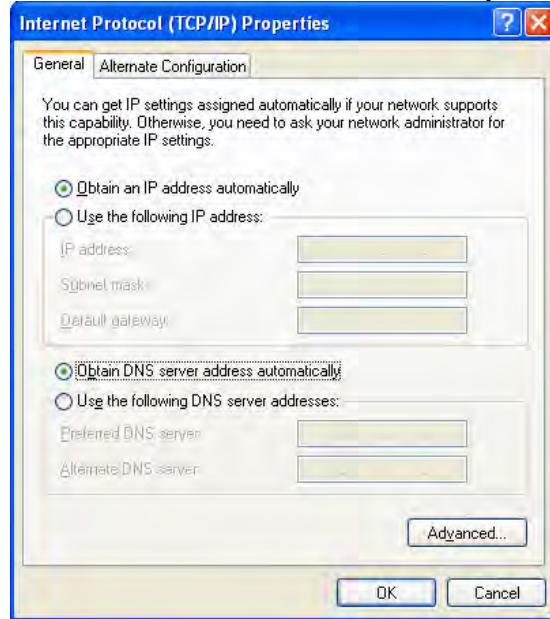 Internet Protocol (TCP/IP) Properties
General Alternate Configuration
You can get IP settings assigned automatically if your network supports
this capability. Otherwise, you need to ask your network administrator for
the appropriate IP settings.
Obtain an IP address automatically
Use the following IP address:
IP address:
Subnet mask:
Default gateway:
Obtain DNS server address automatically
Use the following DNS server addresses:
Preferred DNS server:
Alternate DNS server:
Advanced...
OK Cancel